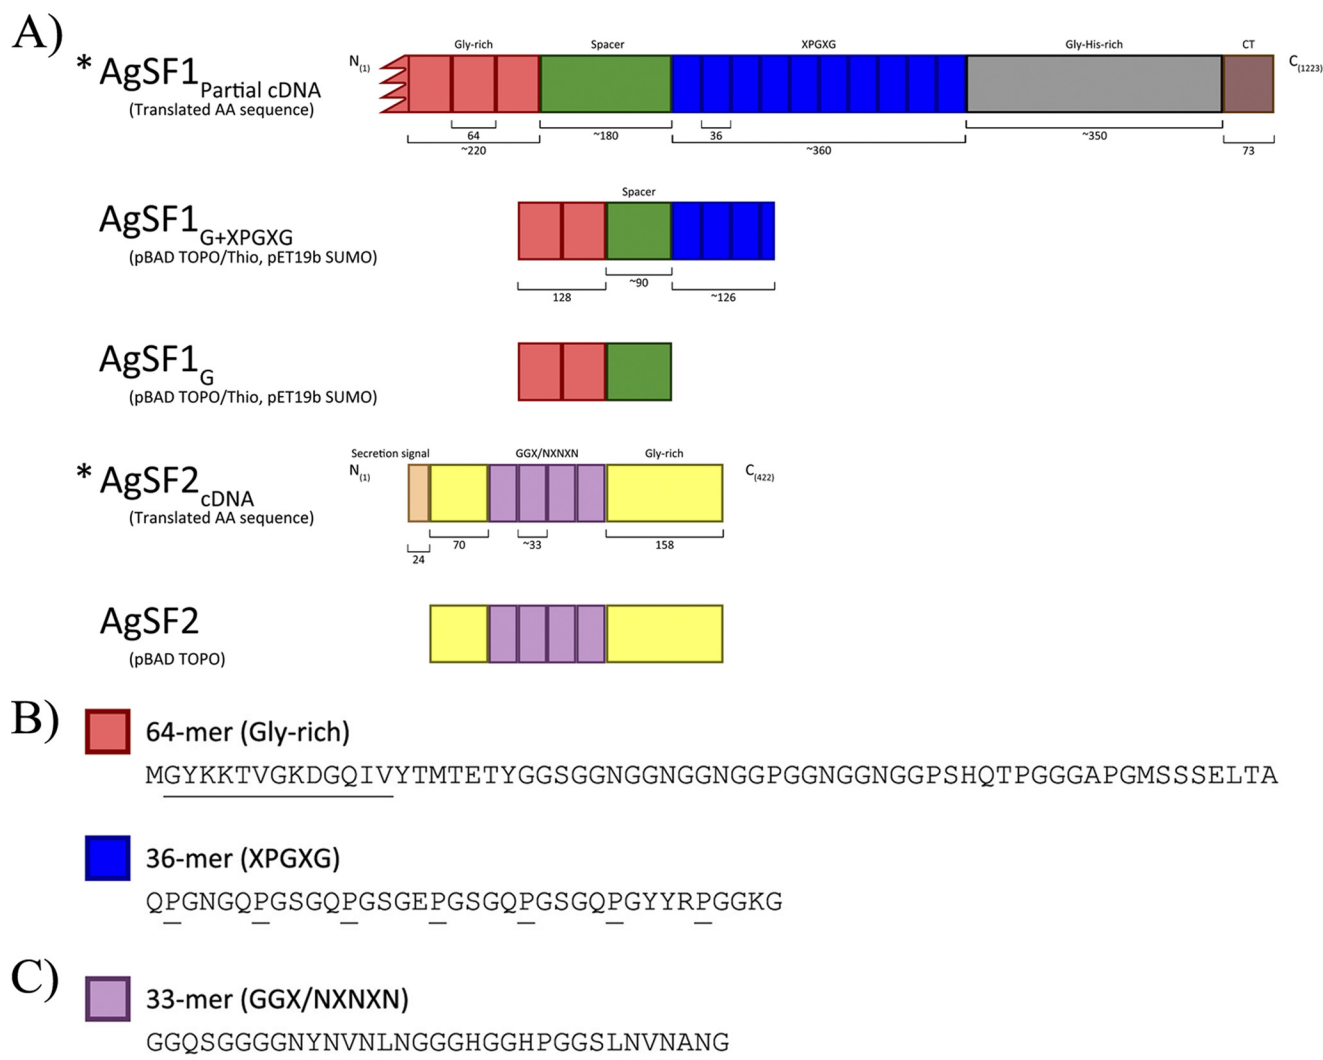 A)
Gly-rich Spacer XPGXG Gly-His-rich CT
* AgSF1Partial cDNA N(1) C(1223)
(Translated AA sequence)
64 ~180 36 ~350
~220 ~360 73
Spacer
AgSF1G+XPGXG
(pBAD TOPO/Thio, pET19b SUMO)
~90
128 ~126
AgSF1G
(pBAD TOPO/Thio, pET19b SUMO)
Secretion signal GGX/NXNXN Gly-rich
* AgSF2cDNA N(1) C(422)
(Translated AA sequence)
70 ~33 158
24
AgSF2
(pBAD TOPO)
B)
64-mer (Gly-rich)
MGYKKTVGKDGQIVYTMTETYGGSGGNGGNGGNGGPGGNGGNGGPSHQTPGGGAPGMSSSELTA
36-mer (XPGXG)
QPGNGQPGSGQPGSGEPGSGQPGSGQPGYYRPGGKG
C)
33-mer (GGX/NXNXN)
GGQSGGGGNYNVNLNGGGHGGHPGGSLNVNANG